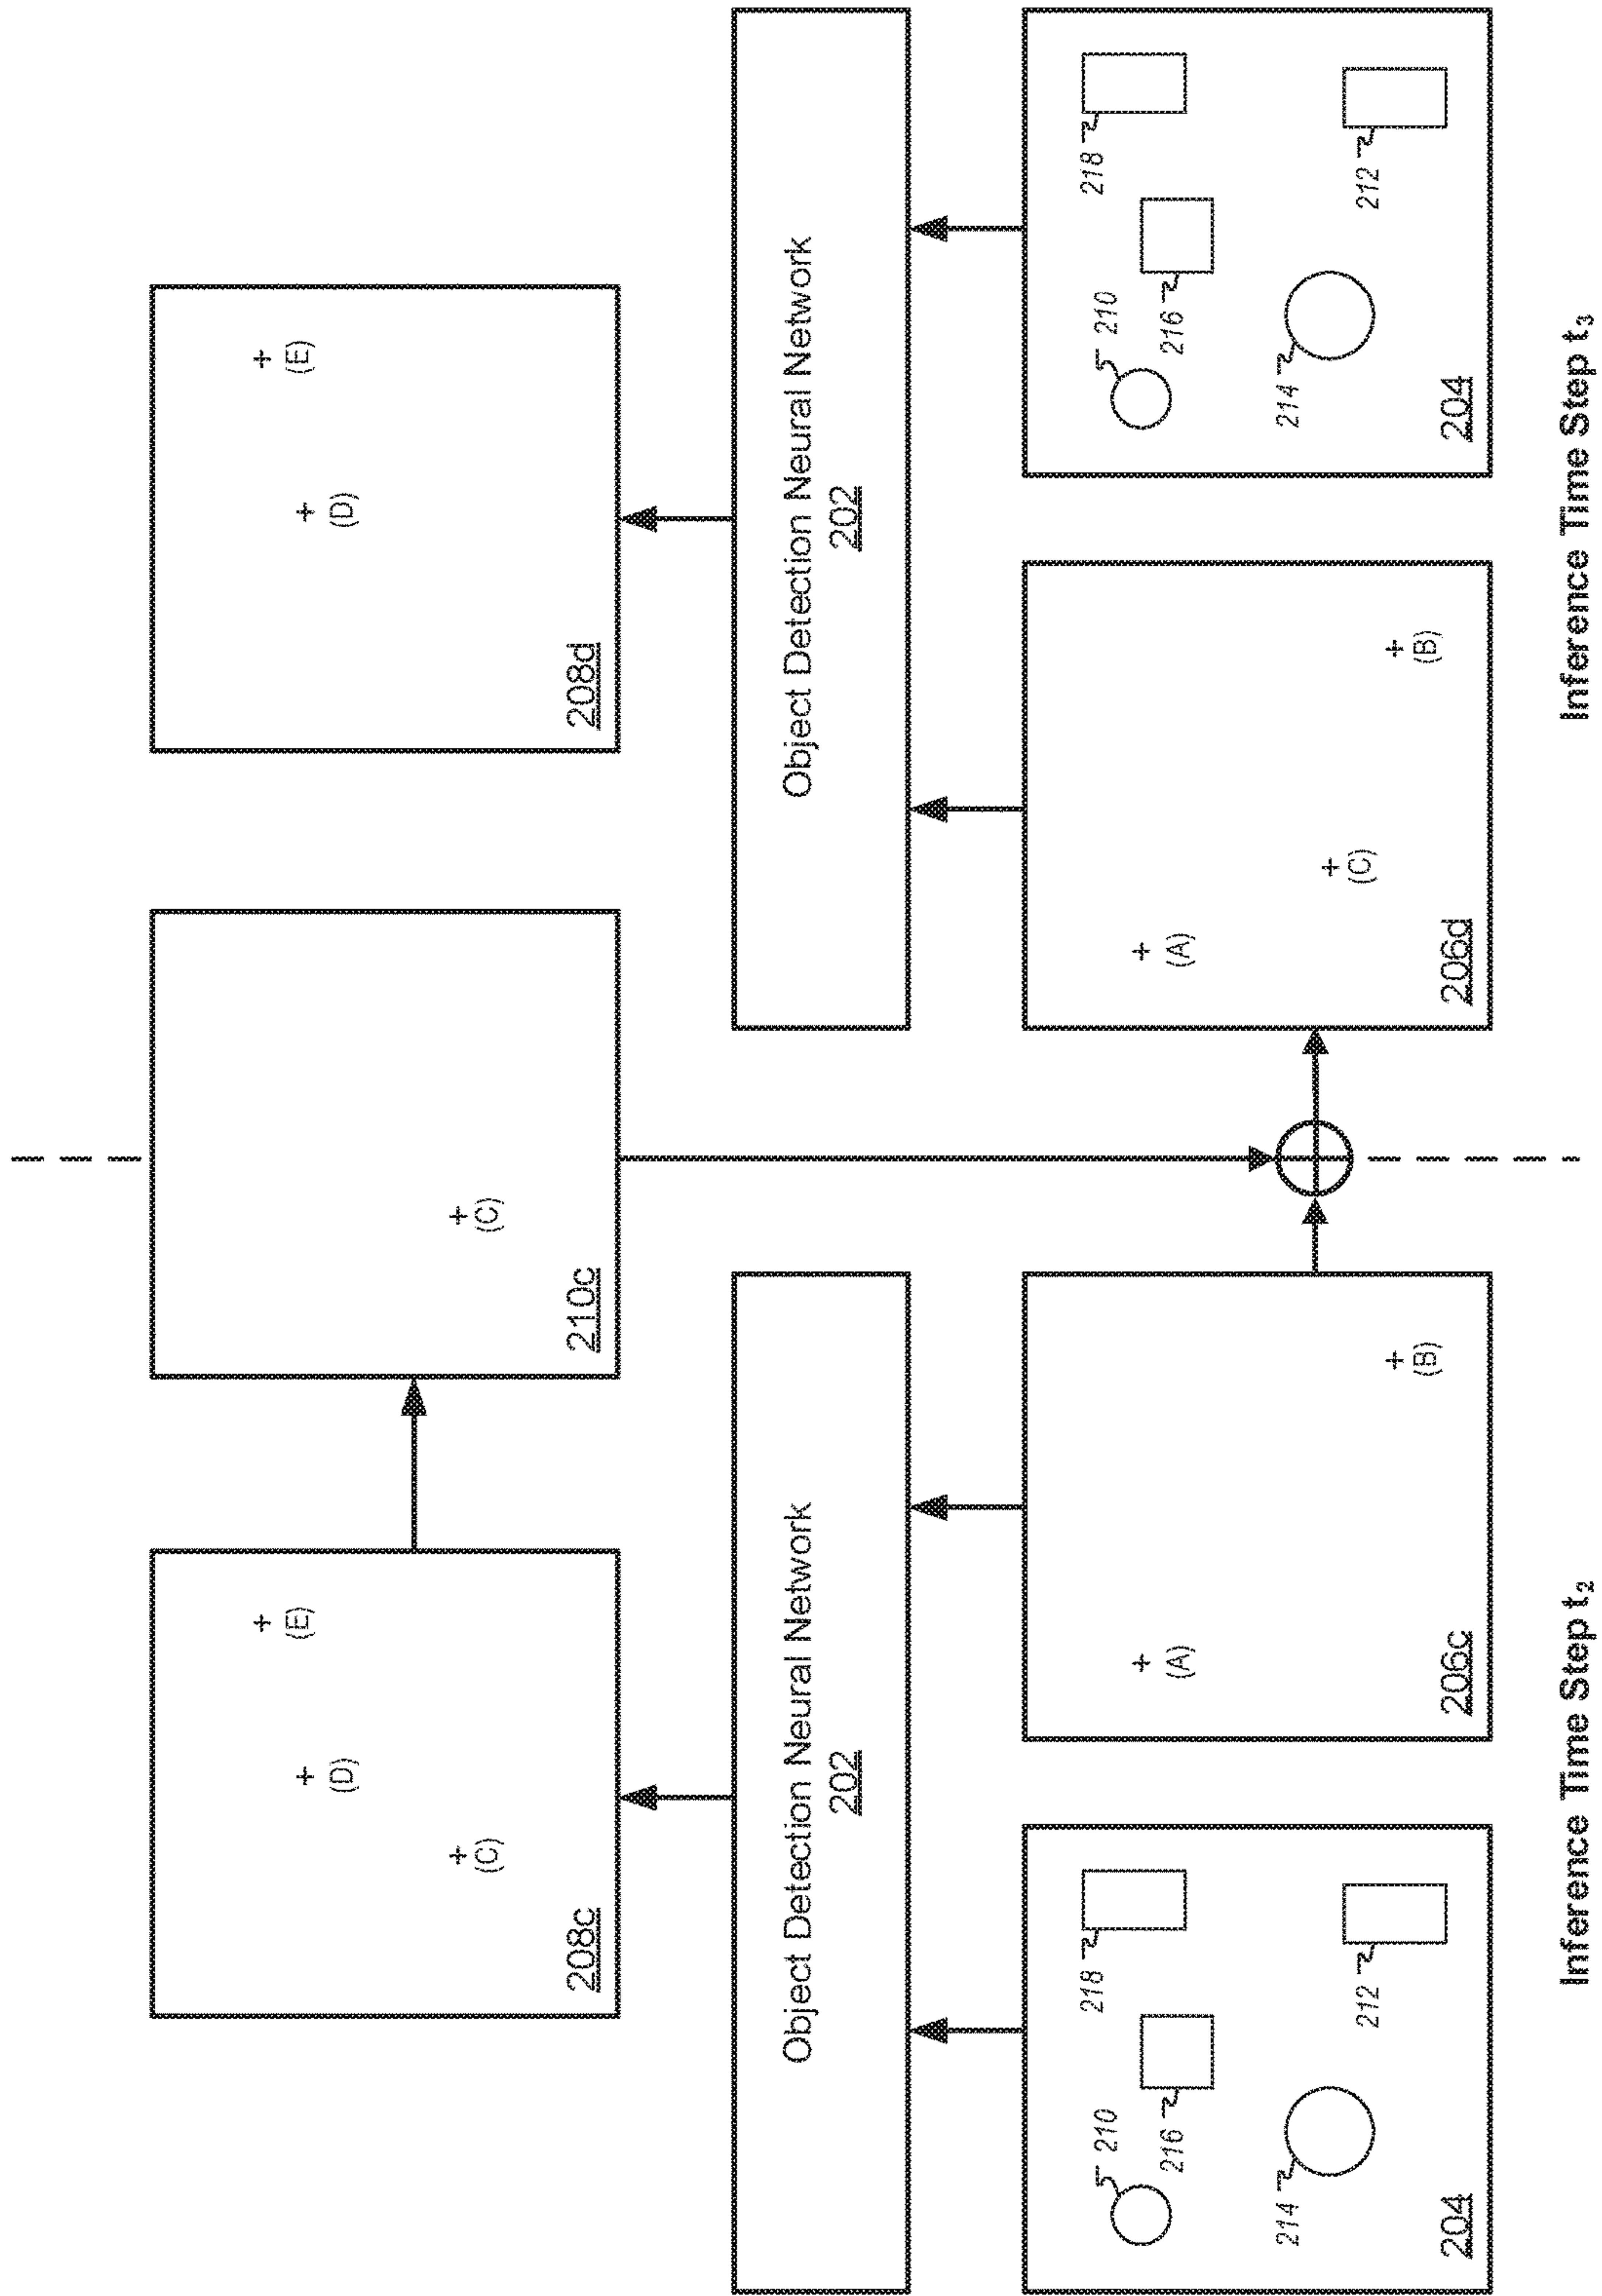 208c
+
(C)
+
(D)
+
(E)
210c
+
(C)
208d
+
(D)
+
(E)
Object Detection Neural Network
202
Object Detection Neural Network
202
204
210
214
216
218
212
206c
+
(A)
+
(B)
206d
+
(A)
+
(C)
+
(B)
204
210
214
216
218
212
Inference Time Step t₂
Inference Time Step t₃